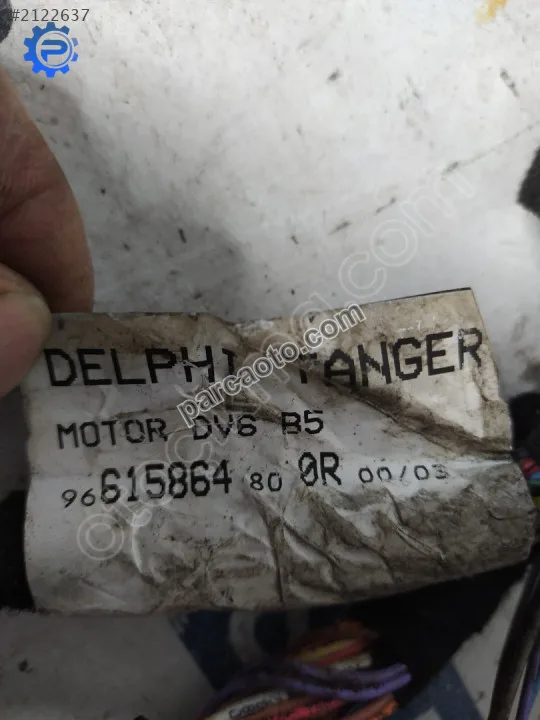 #2122637
P
DELPHI TANGER
parcaoto.com
MOTOR DV6 B5
96 615864 80 0R 00/03